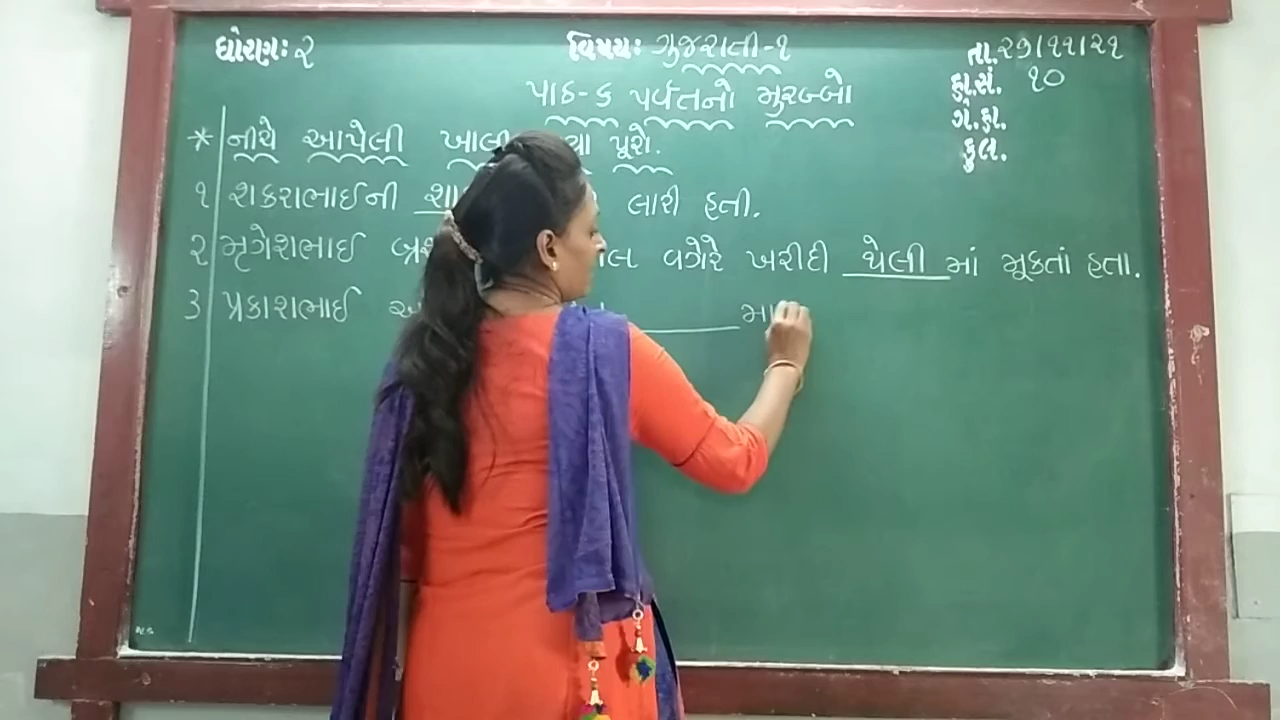 ધોરણઃ ૨
વિષયઃ ગુજરાતી-૧
તા.૨૭/૧૧/૨૧
પાઠ-૬ પર્વતનો મુરબ્બો
હા.સં. ૧૦
ગે.હા.
કુલ.
* નીચે આપેલી ખાલી પૂરો.
૧ શકરાભાઈની લારી હતી.
૨ મૃગેશભાઈ વગેરે ખરીદી થેલી માં મૂકતાં હતા.
૩ પ્રકાશભાઈ